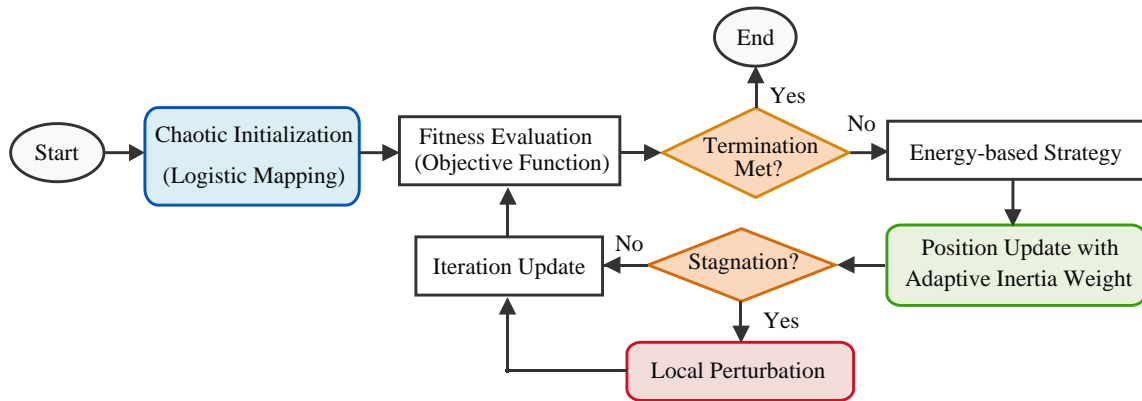 Start
Chaotic Initialization
(Logistic Mapping)
Fitness Evaluation
(Objective Function)
Termination
Met?
Yes
End
No
Energy-based Strategy
Position Update with
Adaptive Inertia Weight
Stagnation?
No
Iteration Update
Yes
Local Perturbation